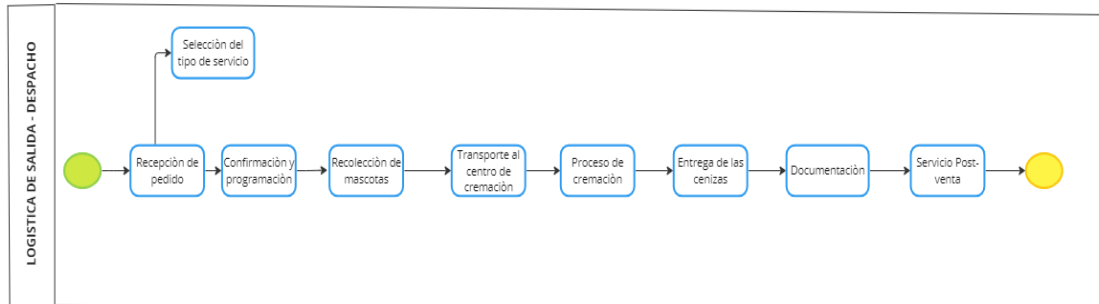 LOGISTICA DE SALIDA - DESPACHO
Selecciòn del
tipo de servicio
Recepciòn de
pedido
Confirmaciòn y
programaciòn
Recolecciòn de
mascotas
Transporte al
centro de
cremaciòn
Proceso de
cremaciòn
Entrega de las
cenizas
Documentaciòn
Servicio Post-
venta